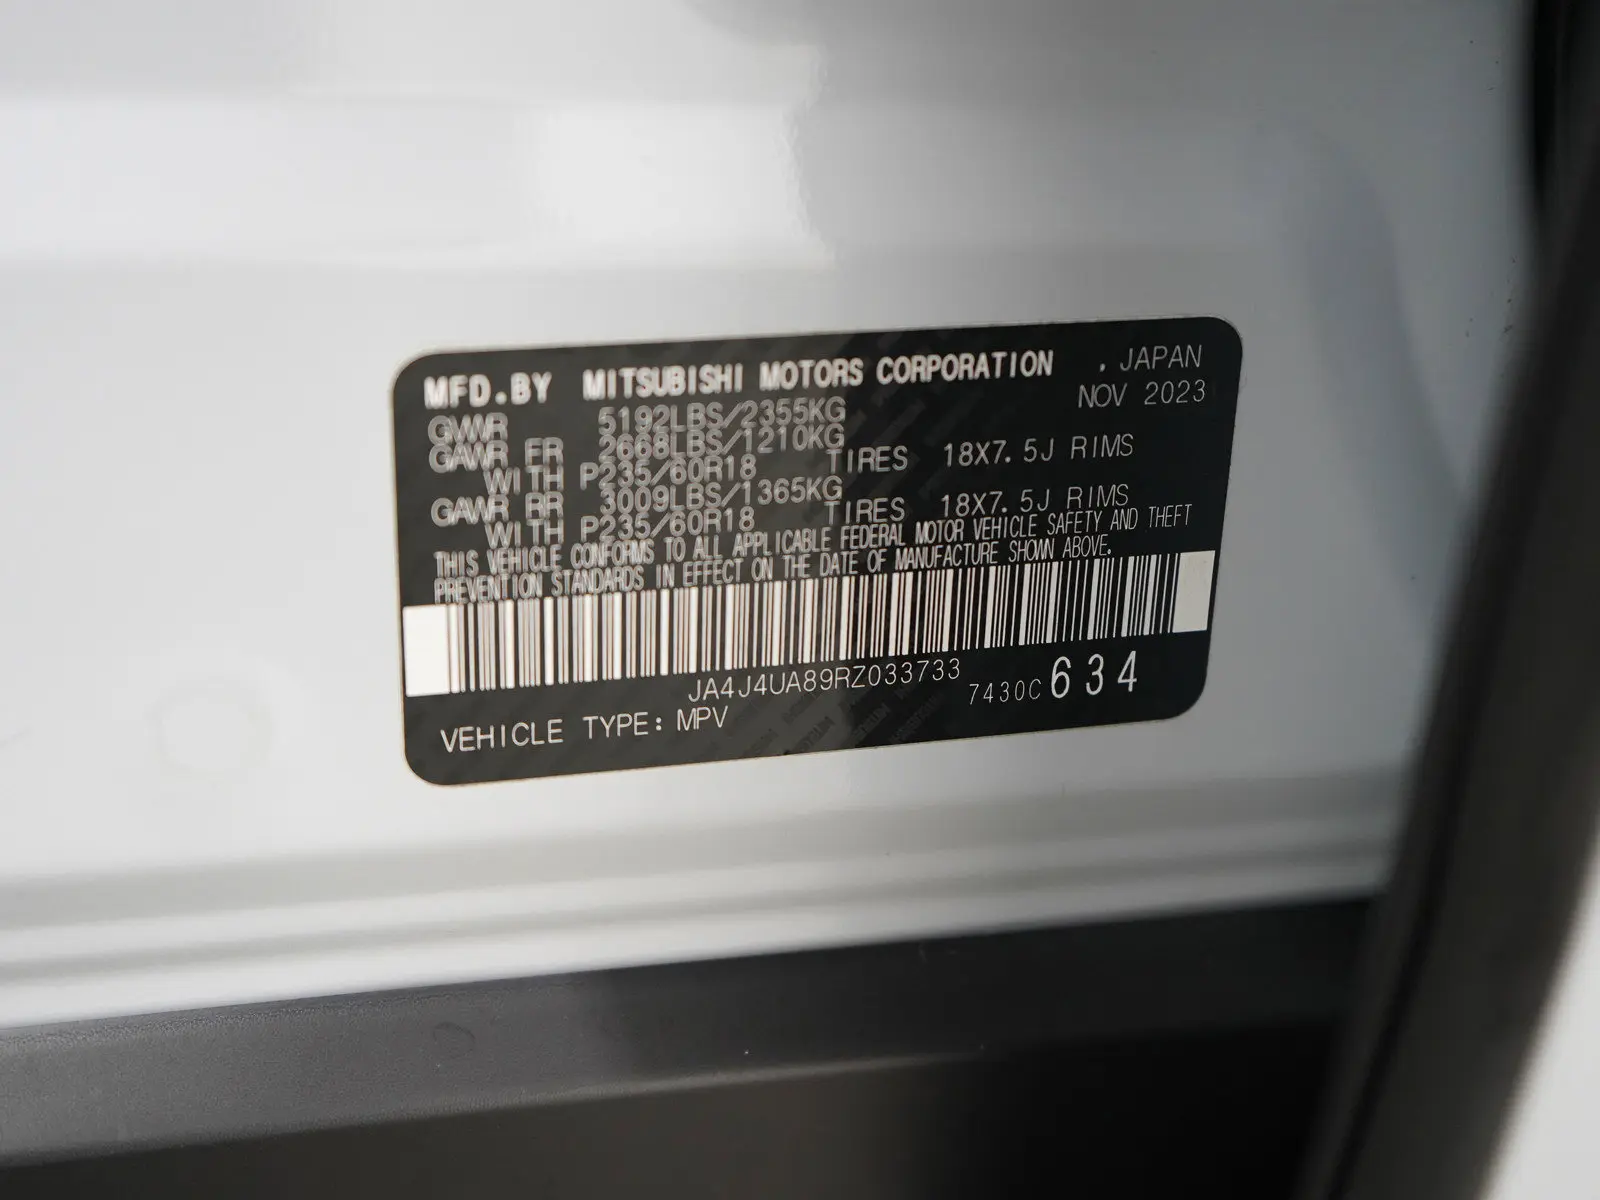 MFD.BY MITSUBISHI MOTORS CORPORATION , JAPAN
NOV 2023
GVWR 5192LBS/2355KG
GAWR FR 2668LBS/1210KG
WITH P235/60R18 TIRES 18X7.5J RIMS
GAWR RR 3009LBS/1365KG
WITH P235/60R18 TIRES 18X7.5J RIMS
THIS VEHICLE CONFORMS TO ALL APPLICABLE FEDERAL MOTOR VEHICLE SAFETY AND THEFT
PREVENTION STANDARDS IN EFFECT ON THE DATE OF MANUFACTURE SHOWN ABOVE.
JA4J4UA89RZ033733 7430C634
VEHICLE TYPE: MPV